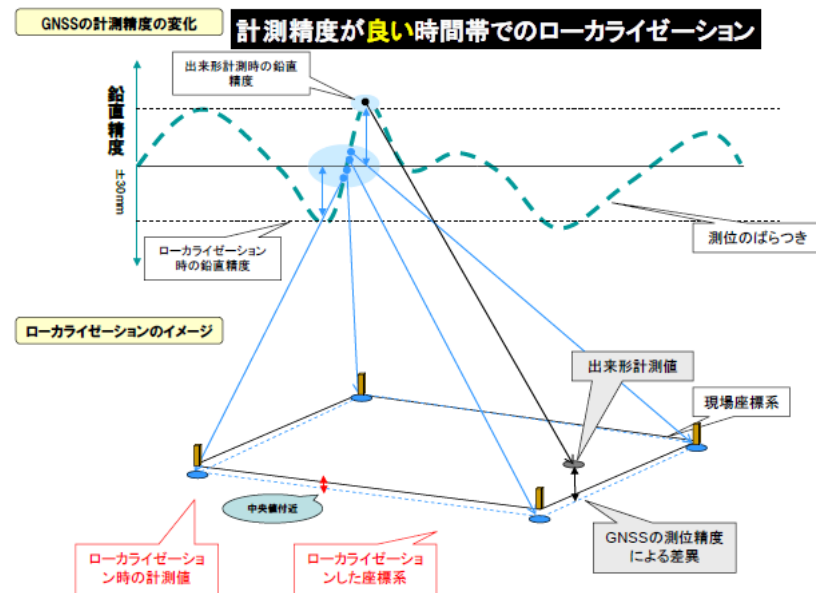 GNSSの計測精度の変化
計測精度が良い時間帯でのローカライゼーション
出来形計測時の鉛直
精度
鉛直精度
±30mm
ローカライゼーション
時の鉛直精度
測位のばらつき
ローカライゼーションのイメージ
出来形計測値
現場座標系
中央値付近
ローカライゼーショ
ン時の計測値
ローカライゼーショ
ンした座標系
GNSSの測位精度
による差異